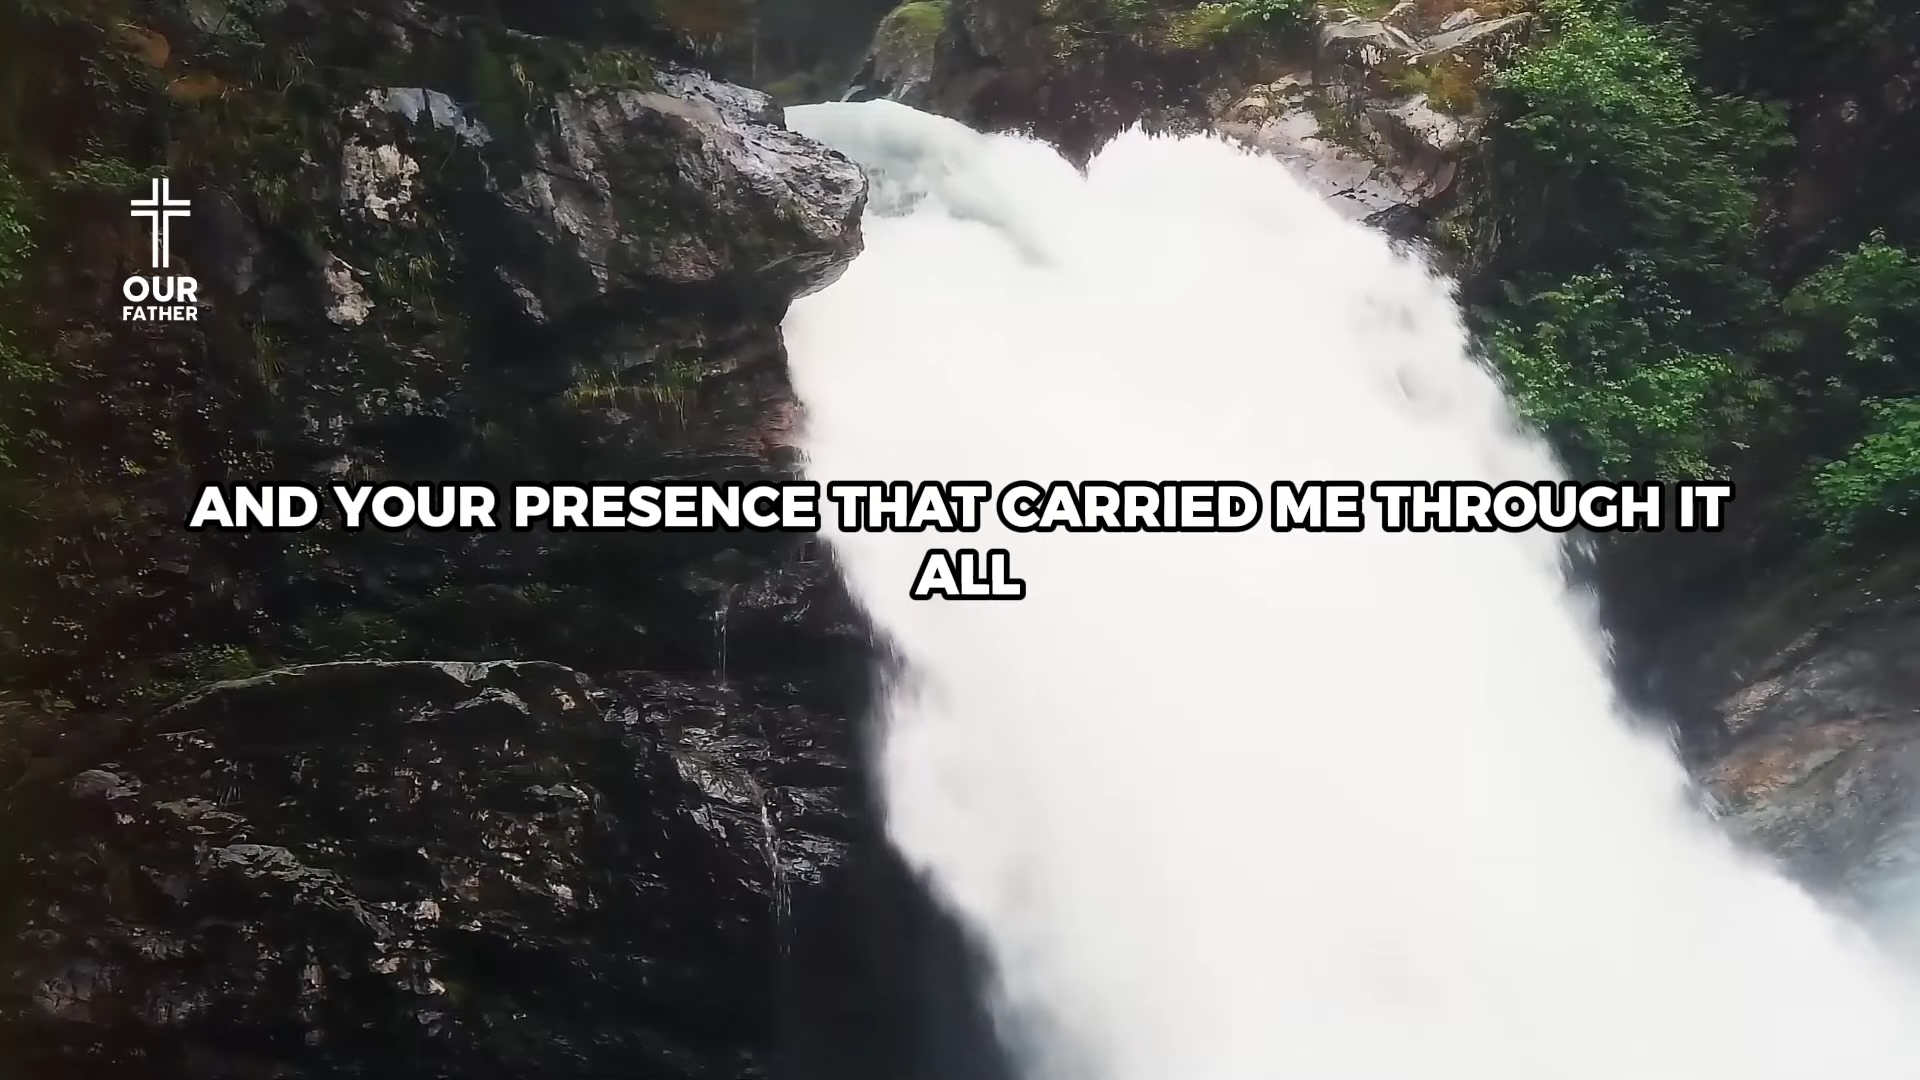 OUR
FATHER
AND YOUR PRESENCE THAT CARRIED ME THROUGH IT
ALL